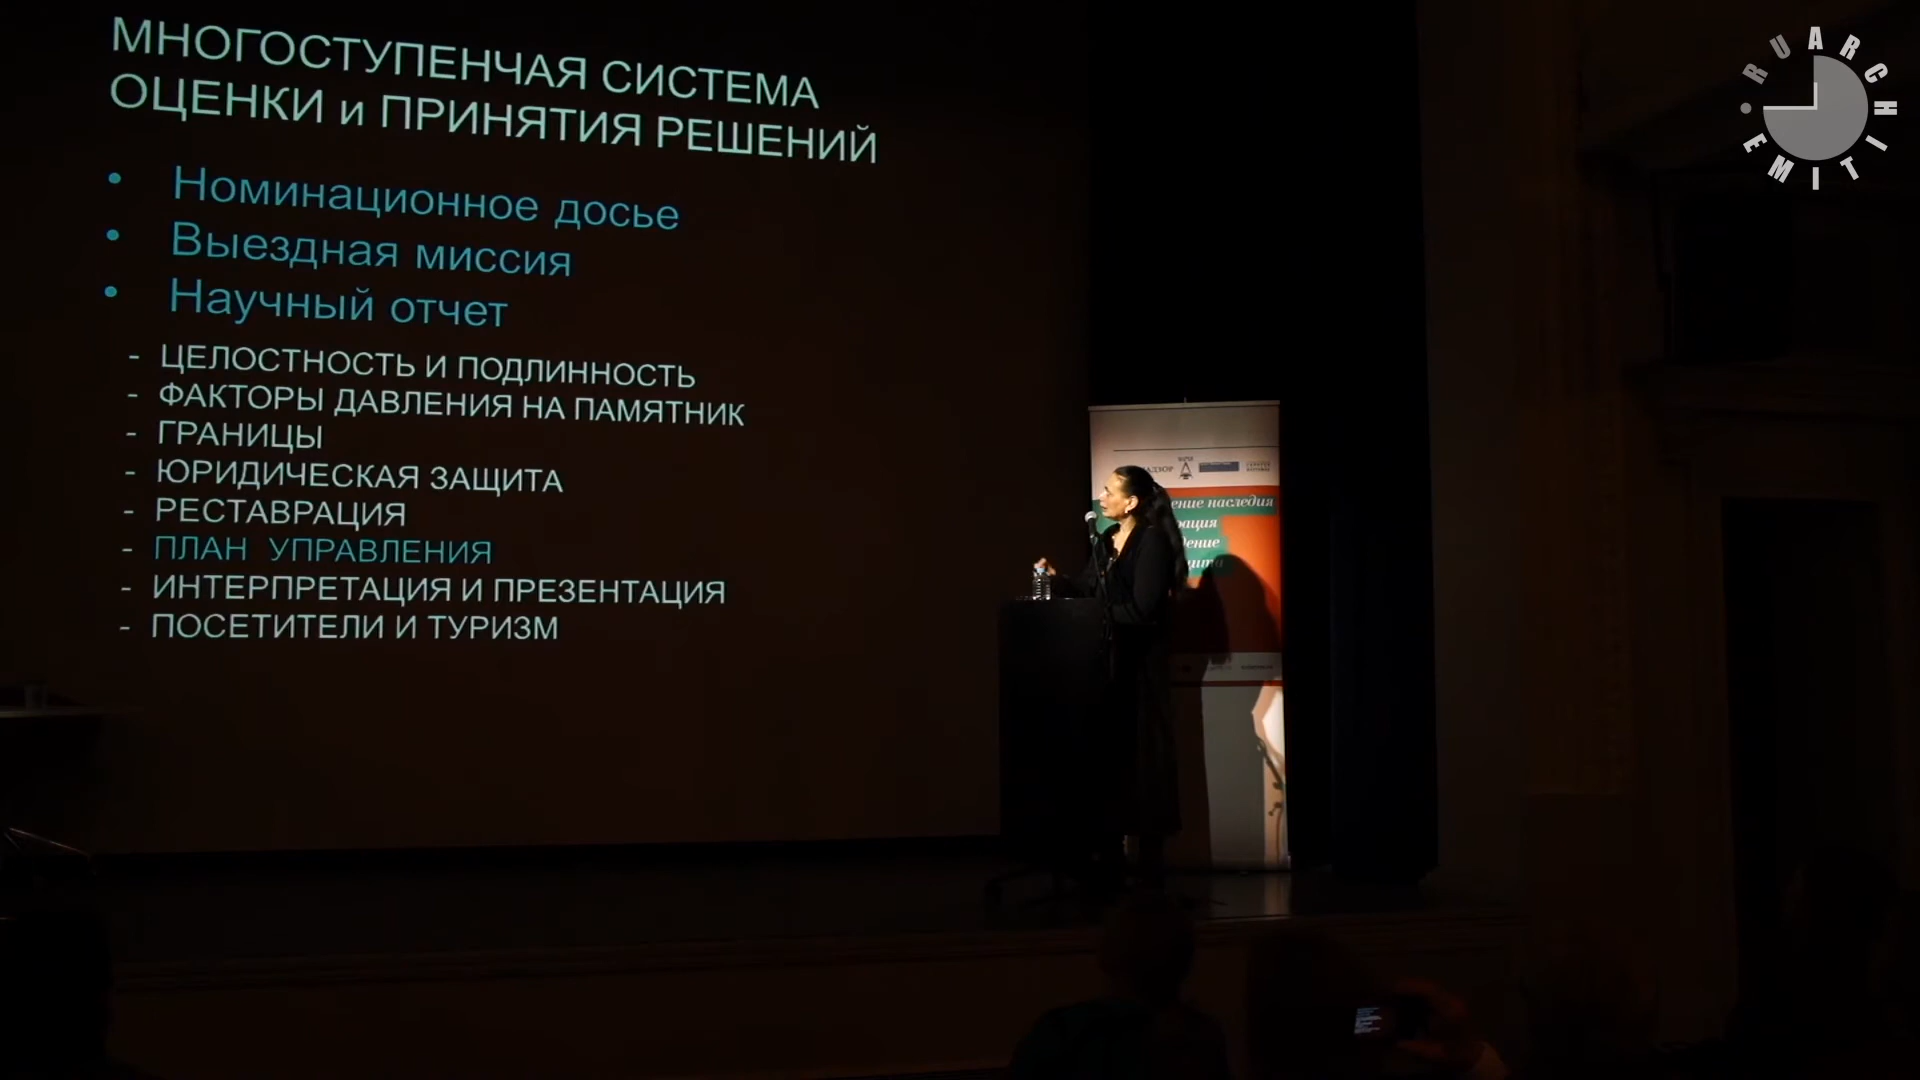 МНОГОСТУПЕНЧАЯ СИСТЕМА
ОЦЕНКИ и ПРИНЯТИЯ РЕШЕНИЙ
• Номинационное досье
• Выездная миссия
• Научный отчет
- ЦЕЛОСТНОСТЬ И ПОДЛИННОСТЬ
- ФАКТОРЫ ДАВЛЕНИЯ НА ПАМЯТНИК
- ГРАНИЦЫ
- ЮРИДИЧЕСКАЯ ЗАЩИТА
- РЕСТАВРАЦИЯ
- ПЛАН УПРАВЛЕНИЯ
- ИНТЕРПРЕТАЦИЯ И ПРЕЗЕНТАЦИЯ
- ПОСЕТИТЕЛИ И ТУРИЗМ
RUARCHITIME
наследия